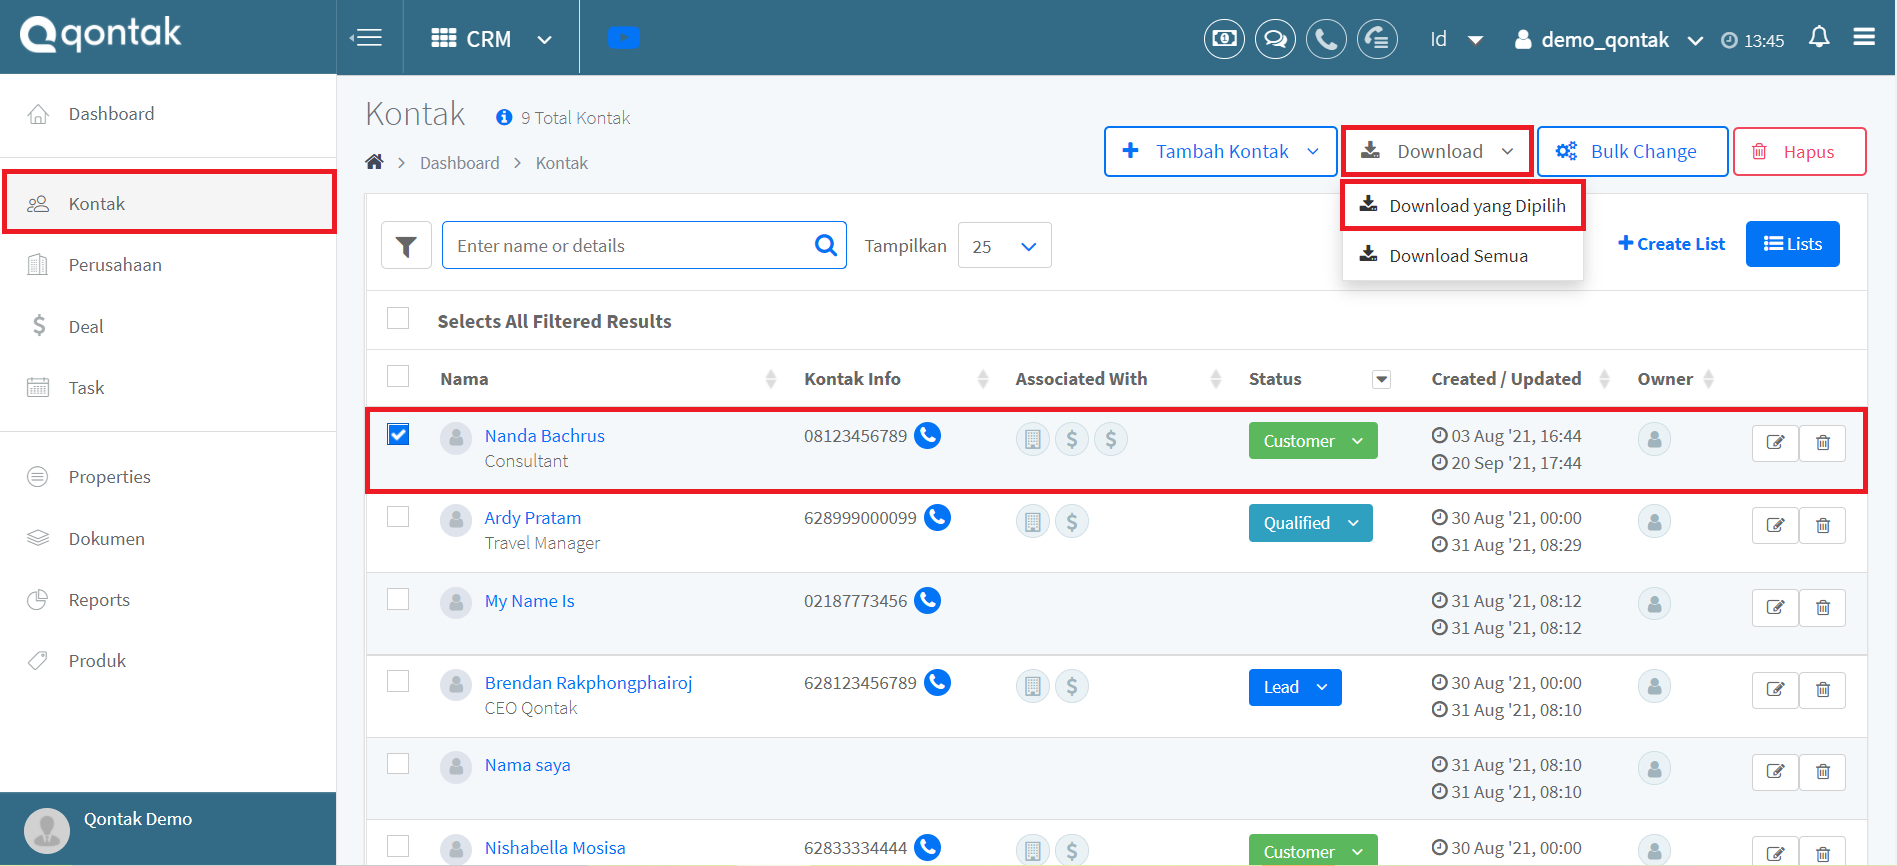 qontak
CRM
Id
demo_qontak
13:45
Dashboard
Kontak
Perusahaan
Deal
Task
Properties
Dokumen
Reports
Produk
Qontak Demo
Kontak
9 Total Kontak
Dashboard
Kontak
Tambah Kontak
Download
Bulk Change
Hapus
Download yang Dipilih
Download Semua
Enter name or details
Tampilkan
25
Create List
Lists
Selects All Filtered Results
Nama Kontak Info Associated With Status Created / Updated Owner
Nanda Bachrus 08123456789 Customer 03 Aug '21, 16:44
Consultant 20 Sep '21, 17:44
Ardy Pratam 628999000099 Qualified 30 Aug '21, 00:00
Travel Manager 31 Aug '21, 08:29
My Name Is 02187773456 31 Aug '21, 08:12
31 Aug '21, 08:12
Brendan Rakphongphairoj 628123456789 Lead 30 Aug '21, 00:00
CEO Qontak 31 Aug '21, 08:10
Nama saya 31 Aug '21, 08:10
31 Aug '21, 08:10
Nishabella Mosisa 62833334444 Customer 30 Aug '21, 00:00